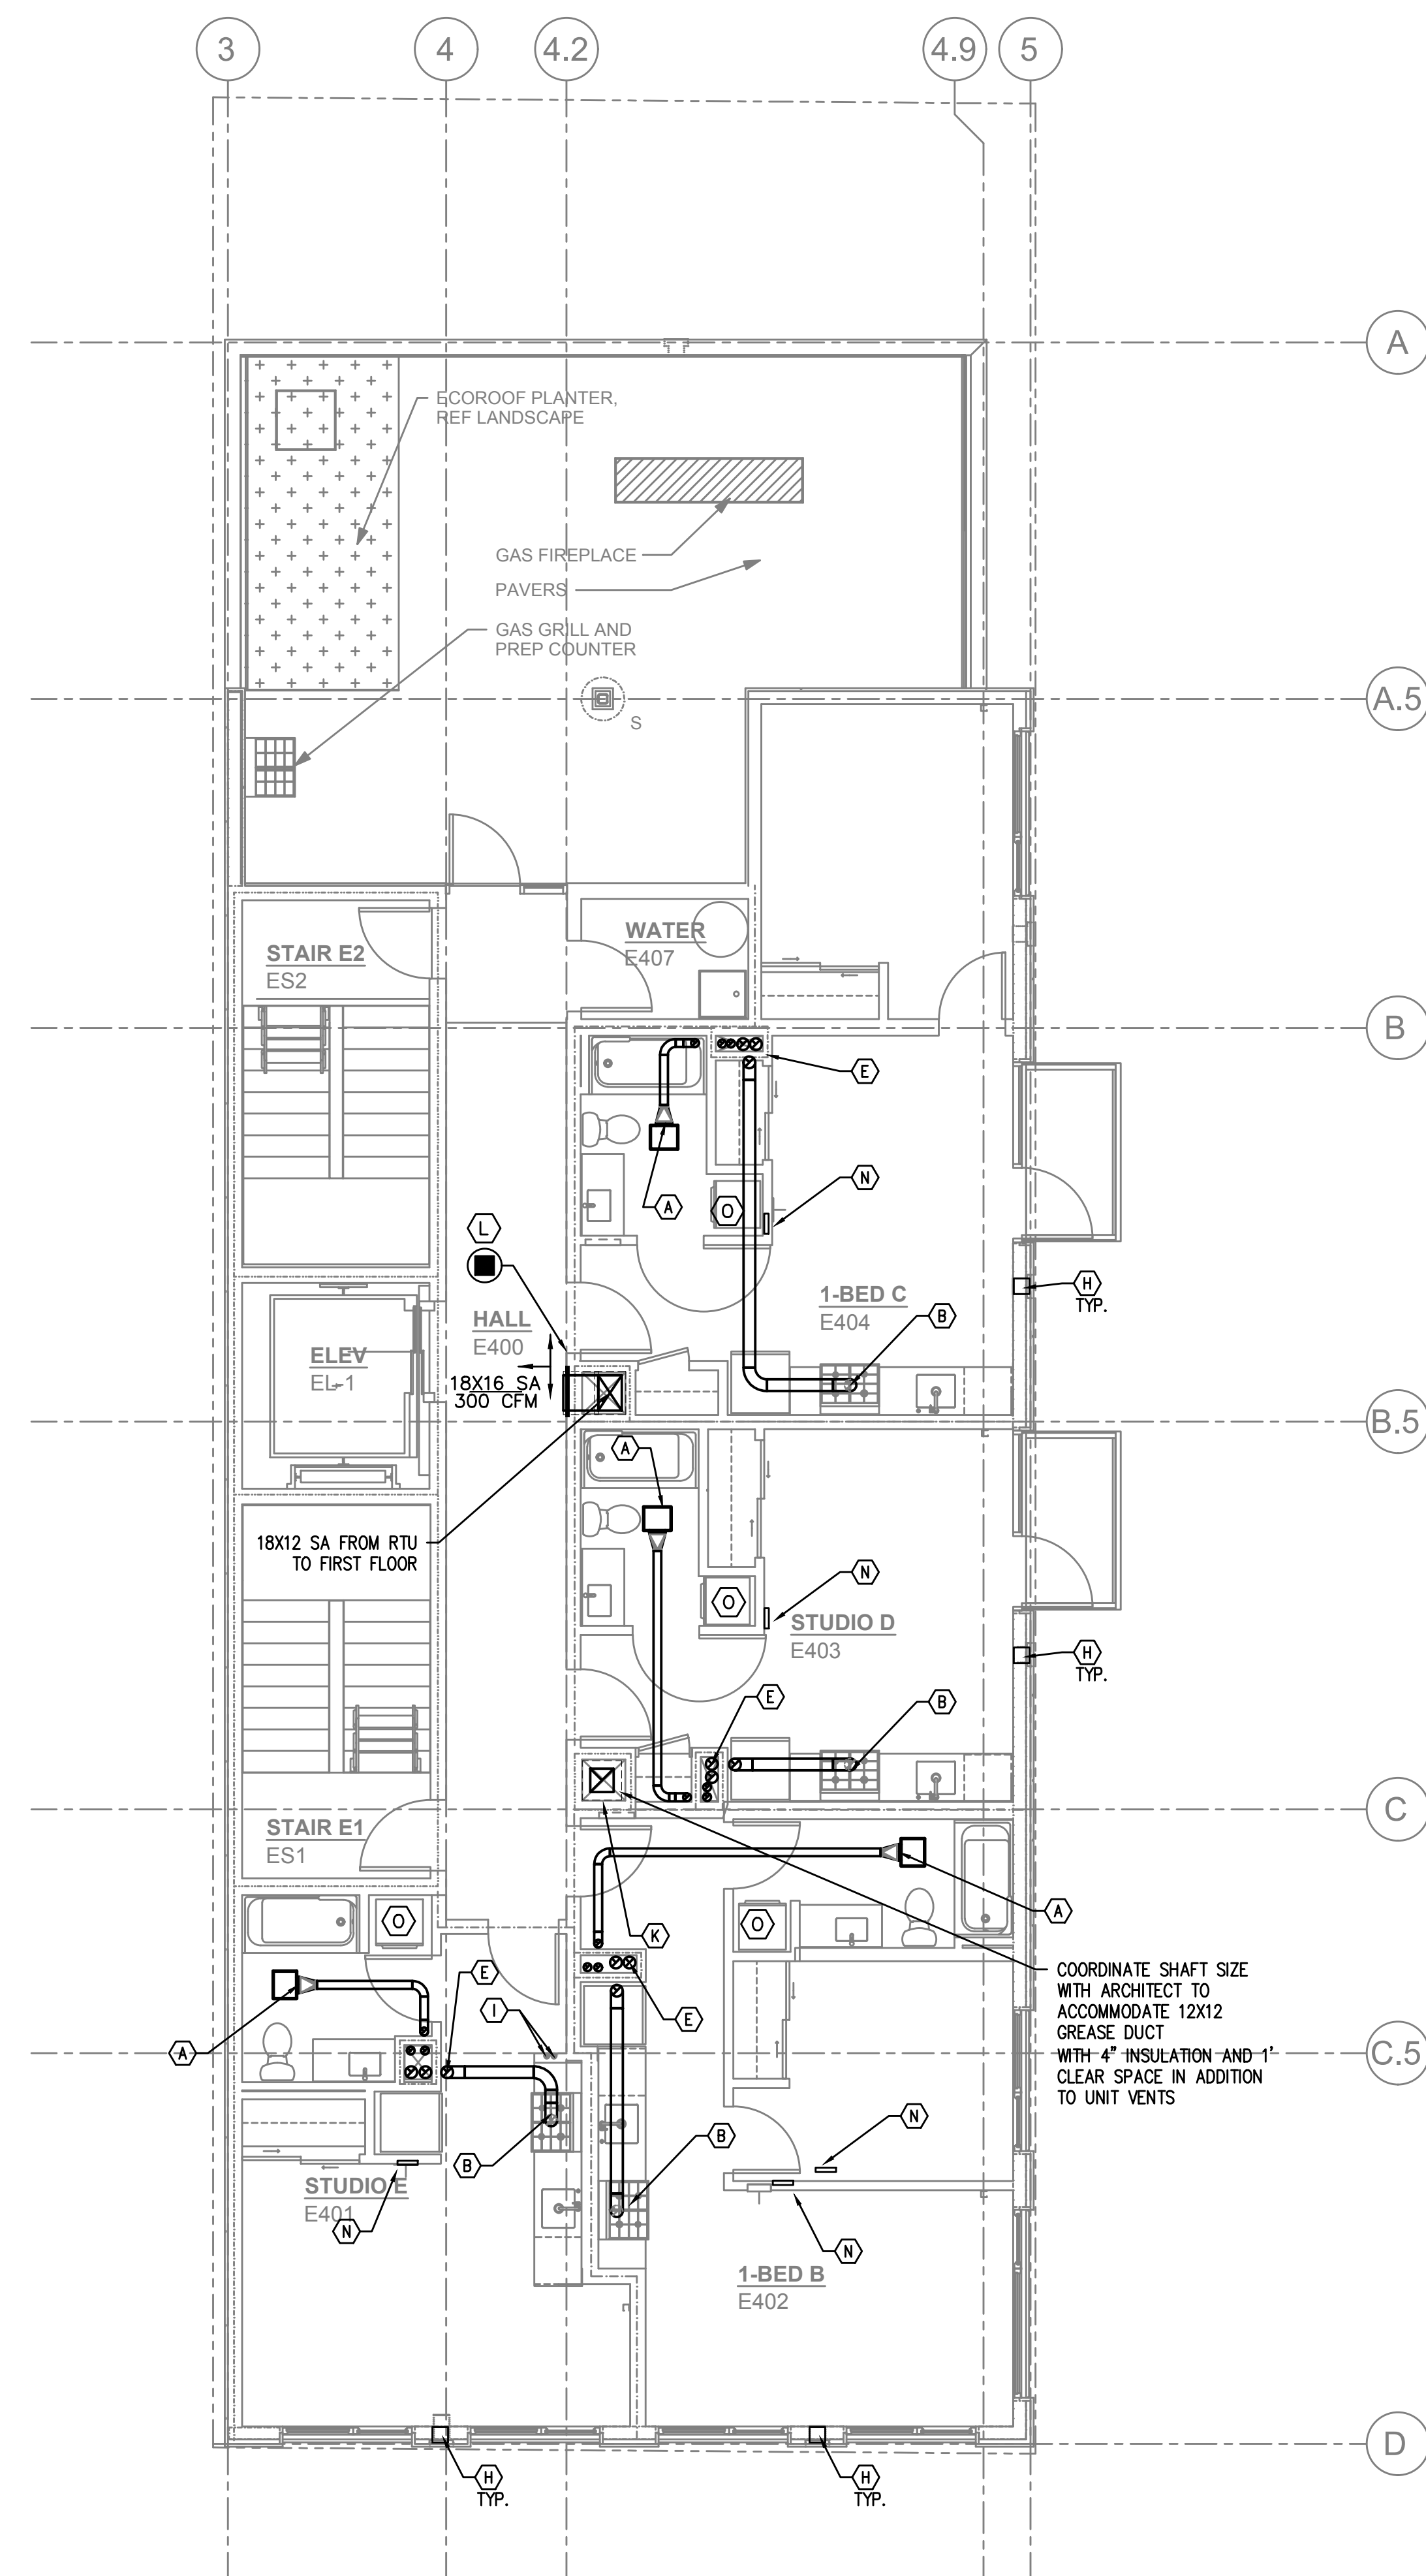 3
4
4.2
4.9
5
A
ECOROOF PLANTER,
REF LANDSCAPE
GAS FIREPLACE
PAVERS
GAS GRILL AND
PREP COUNTER
A.5
S
WATER
E407
STAIR E2
ES2
B
E
N
A
O
L
H
TYP.
1-BED C
E404
B
HALL
E400
ELEV
EL-1
18X16 SA
300 CFM
B.5
A
18X12 SA FROM RTU
TO FIRST FLOOR
N
O
STUDIO D
E403
H
TYP.
E
B
C
STAIR E1
ES1
A
O
O
K
COORDINATE SHAFT SIZE
WITH ARCHITECT TO
ACCOMMODATE 12X12
GREASE DUCT
WITH 4" INSULATION AND 1'
CLEAR SPACE IN ADDITION
TO UNIT VENTS
E
I
E
A
C.5
N
B
B
STUDIO E
E401
N
N
1-BED B
E402
D
H
TYP.
H
TYP.